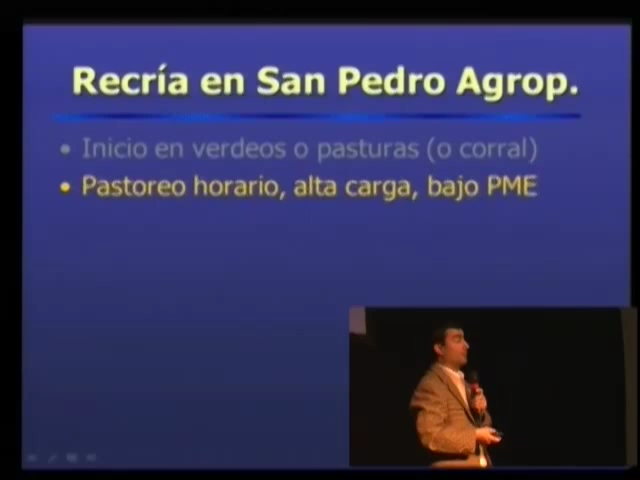 Recría en San Pedro Agrop.
• Inicio en verdeos o pasturas (o corral)
• Pastoreo horario, alta carga, bajo PME